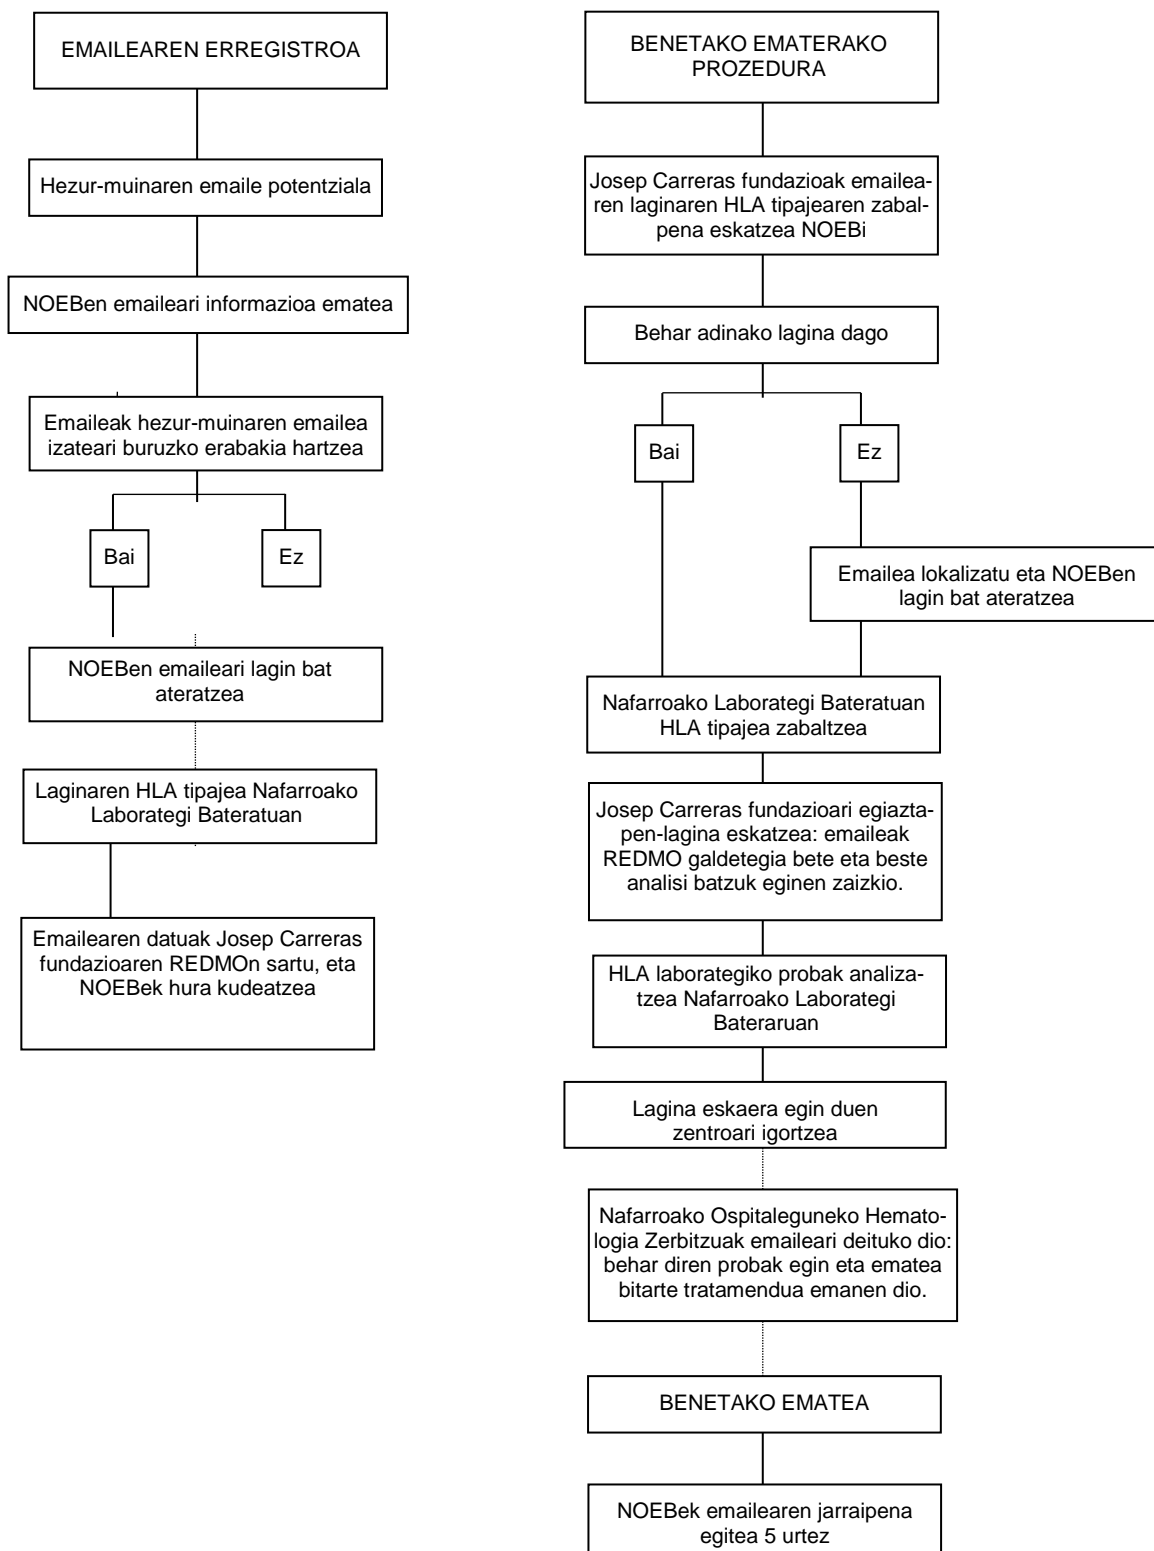 EMAILEAREN ERREGISTROA
Hezur-muinaren emaile potentziala
NOEBen emaileari informazioa ematea
Emaileak hezur-muinaren emailea
izateari buruzko erabakia hartzea
Bai
Ez
NOEBen emaileari lagin bat
ateratzea
Laginaren HLA tipajea Nafarroako
Laborategi Bateratuan
Emailearen datuak Josep Carreras
fundazioaren REDMOn sartu, eta
NOEBek hura kudeatzea
BENETAKO EMATERAKO
PROZEDURA
Josep Carreras fundazioak emailea-
ren laginaren HLA tipajearen zabal-
pena eskatzea NOEBi
Behar adinako lagina dago
Bai
Ez
Emailea lokalizatu eta NOEBen
lagin bat ateratzea
Nafarroako Laborategi Bateratuan
HLA tipajea zabaltzea
Josep Carreras fundazioari egiazta-
pen-lagina eskatzea: emaileak
REDMO galdetegia bete eta beste
analisi batzuk eginen zaizkio.
HLA laborategiko probak analiza-
tzea Nafarroako Laborategi
Bateraruan
Lagina eskaera egin duen
zentroari igortzea
Nafarroako Ospitaleguneko Hemato-
logia Zerbitzuak emaileari deituko dio:
behar diren probak egin eta ematea
bitarte tratamendua emanen dio.
BENETAKO EMATEA
NOEBek emailearen jarraipena
egitea 5 urtez